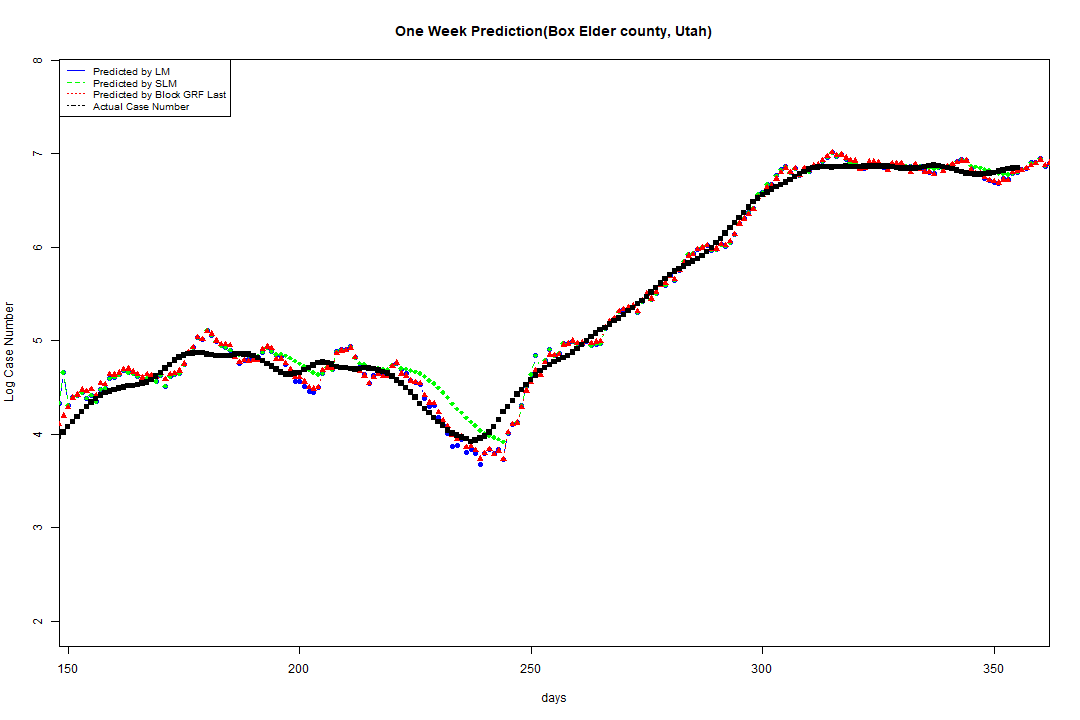 One Week Prediction(Box Elder county, Utah)
Predicted by LM
Predicted by SLM
Predicted by Block GRF Last
Actual Case Number
8
7
6
5
4
3
2
Log Case Number
150 200 250 300 350
days